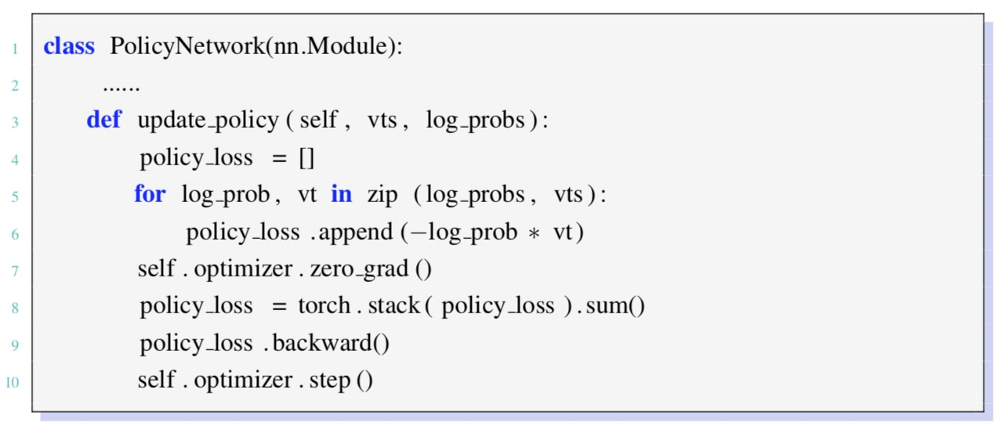 1 class PolicyNetwork(nn.Module):
2 ......
3 def update_policy(self, vts, log_probs):
4 policy_loss = []
5 for log_prob, vt in zip (log_probs, vts):
6 policy_loss.append(−log_prob * vt)
7 self.optimizer.zero_grad()
8 policy_loss = torch.stack(policy_loss).sum()
9 policy_loss.backward()
10 self.optimizer.step()